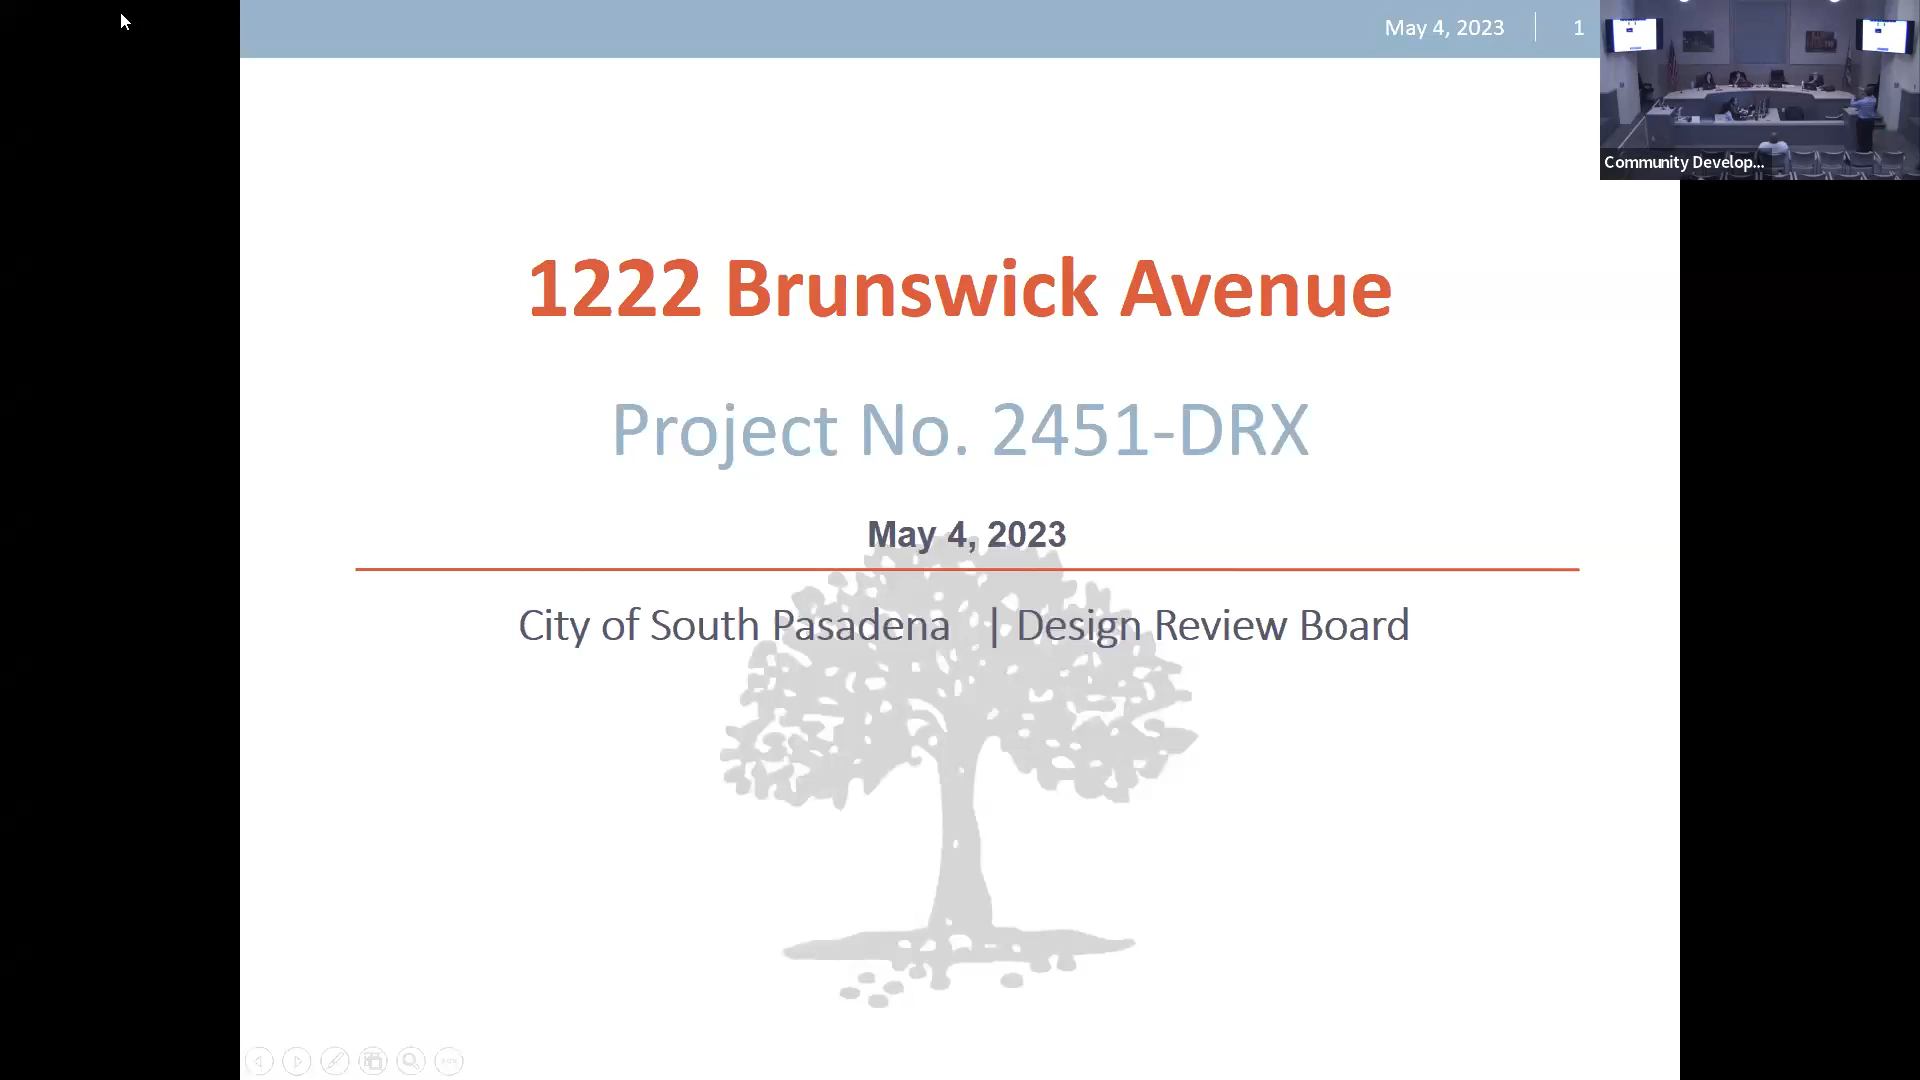 May 4, 2023 1
Community Develop...
1222 Brunswick Avenue
Project No. 2451-DRX
May 4, 2023
City of South Pasadena | Design Review Board